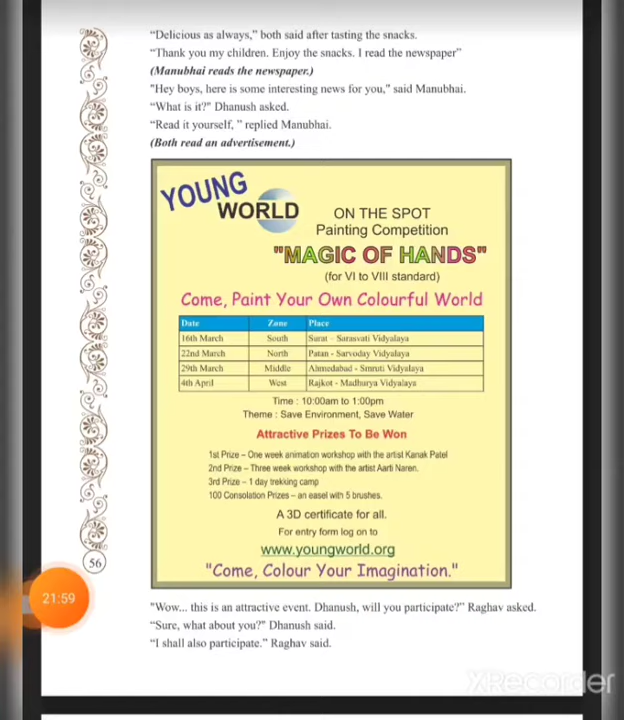 “Delicious as always,” both said after tasting the snacks.
“Thank you my children. Enjoy the snacks. I read the newspaper”
(Manubhai reads the newspaper.)
"Hey boys, here is some interesting news for you," said Manubhai.
“What is it?" Dhanush asked.
“Read it yourself, ” replied Manubhai.
(Both read an advertisement.)
YOUNG
WORLD
ON THE SPOT
Painting Competition
"MAGIC OF HANDS"
(for VI to VIII standard)
Come, Paint Your Own Colourful World
Date Zone Place
16th March South Surat - Sarasvati Vidyalaya
22nd March North Patan - Sarvoday Vidyalaya
29th March Middle Ahmedabad - Smruti Vidyalaya
4th April West Rajkot - Madhurya Vidyalaya
Time : 10:00am to 1:00pm
Theme : Save Environment, Save Water
Attractive Prizes To Be Won
1st Prize – One week animation workshop with the artist Kanak Patel
2nd Prize – Three week workshop with the artist Aarti Naren.
3rd Prize – 1 day trekking camp
100 Consolation Prizes – an easel with 5 brushes.
A 3D certificate for all.
For entry form log on to
www.youngworld.org
"Come, Colour Your Imagination."
56
21:59
"Wow... this is an attractive event. Dhanush, will you participate?” Raghav asked.
“Sure, what about you?" Dhanush said.
“I shall also participate.” Raghav said.
XRecorder